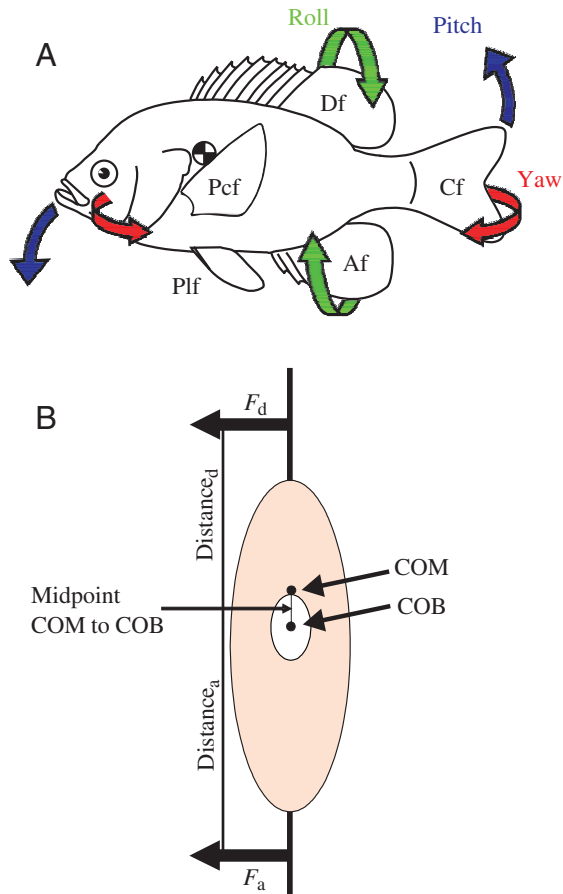 Roll
Pitch
A
Df
Pcf
Cf
Yaw
Plf
Af
B
Fd
Distanced
COM
Midpoint
COM to COB
COB
Distancea
Fa